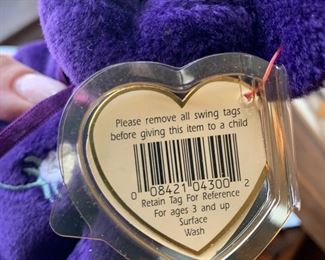 Please remove all swing tags
before giving this item to a child
0 08421 04300 2
Retain Tag For Reference
For ages 3 and up
Surface
Wash